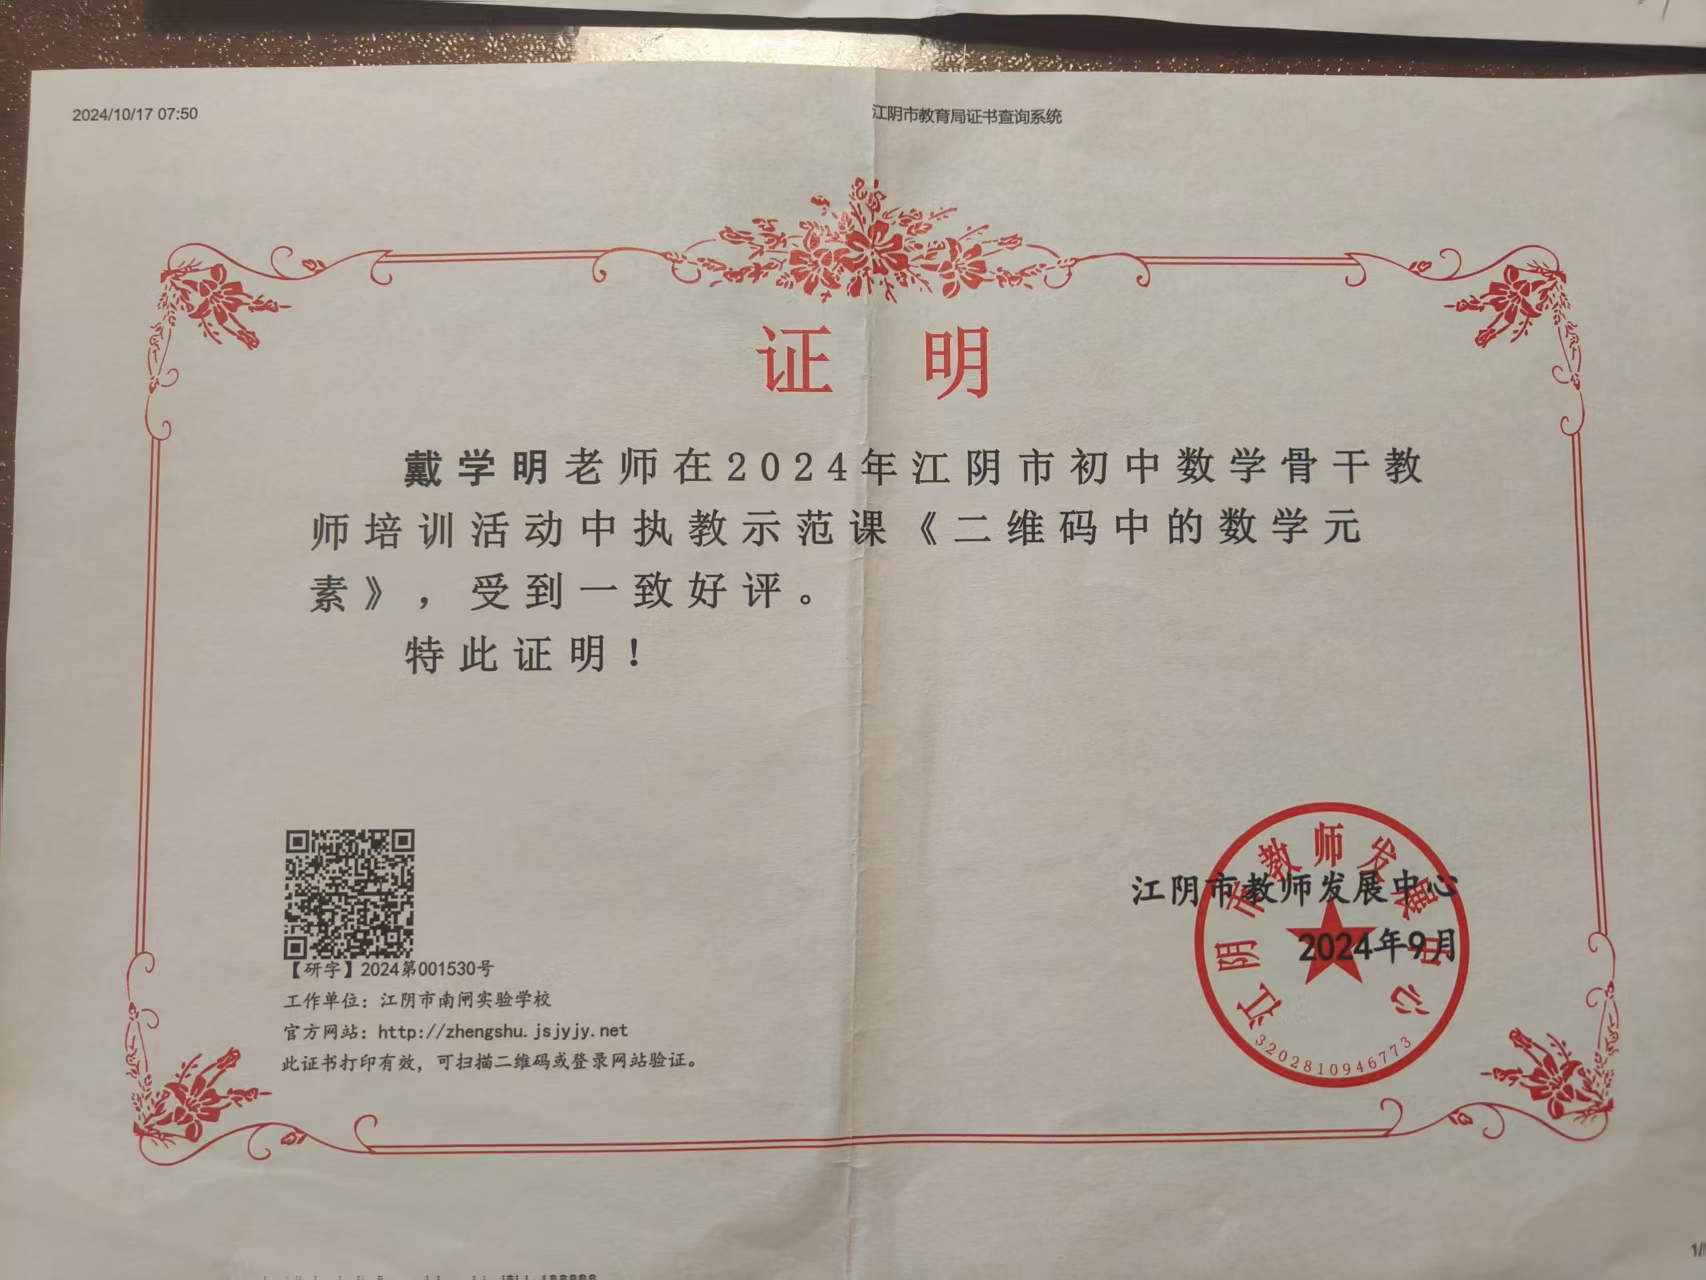 2024/10/17 07:50
江阴市教育局证书查询系统
证 明
戴学明老师在2024年江阴市初中数学骨干教
师培训活动中执教示范课《二维码中的数学元
素》，受到一致好评。
特此证明！
江阴市教师发展中心
2024年9月
江阴市教师发展中心
3202810946773
【研字】2024第001530号
工作单位：江阴市南闸实验学校
官方网站：http://zhengshu.jsjyjy.net
此证书打印有效，可扫描二维码或登录网站验证。